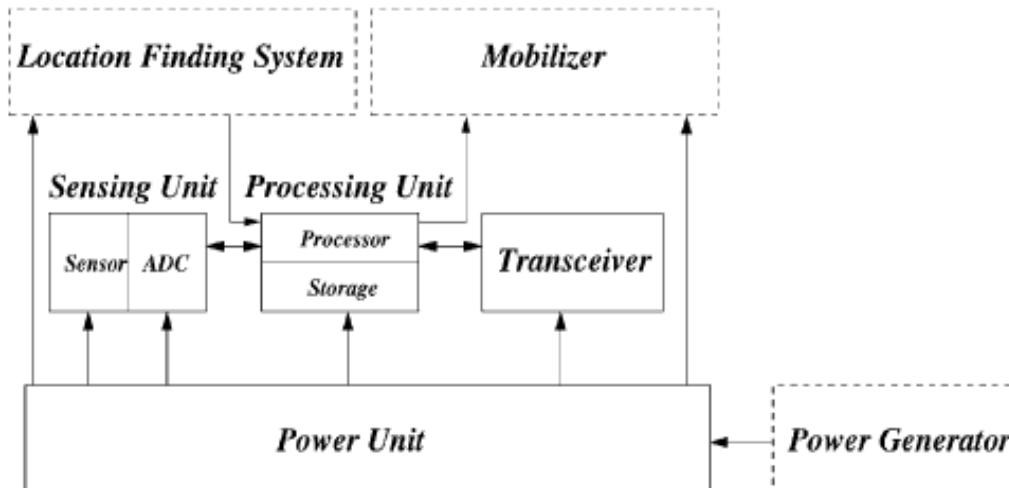 Location Finding System
Mobilizer
Sensing Unit
Processing Unit
Sensor
ADC
Processor
Storage
Transceiver
Power Unit
Power Generator